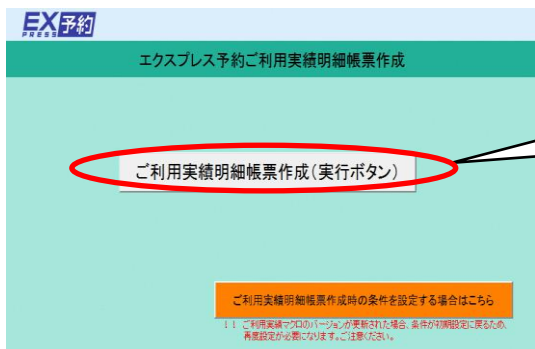 EX予約
PRESS
エクスプレス予約ご利用実績明細帳票作成
ご利用実績明細帳票作成(実行ボタン)
ご利用実績明細帳票作成時の条件を設定する場合はこちら
！！ ご利用実績マクロのバージョンが更新された場合、条件が初期設定に戻るため、
再度設定が必要になります。ご注意ください。